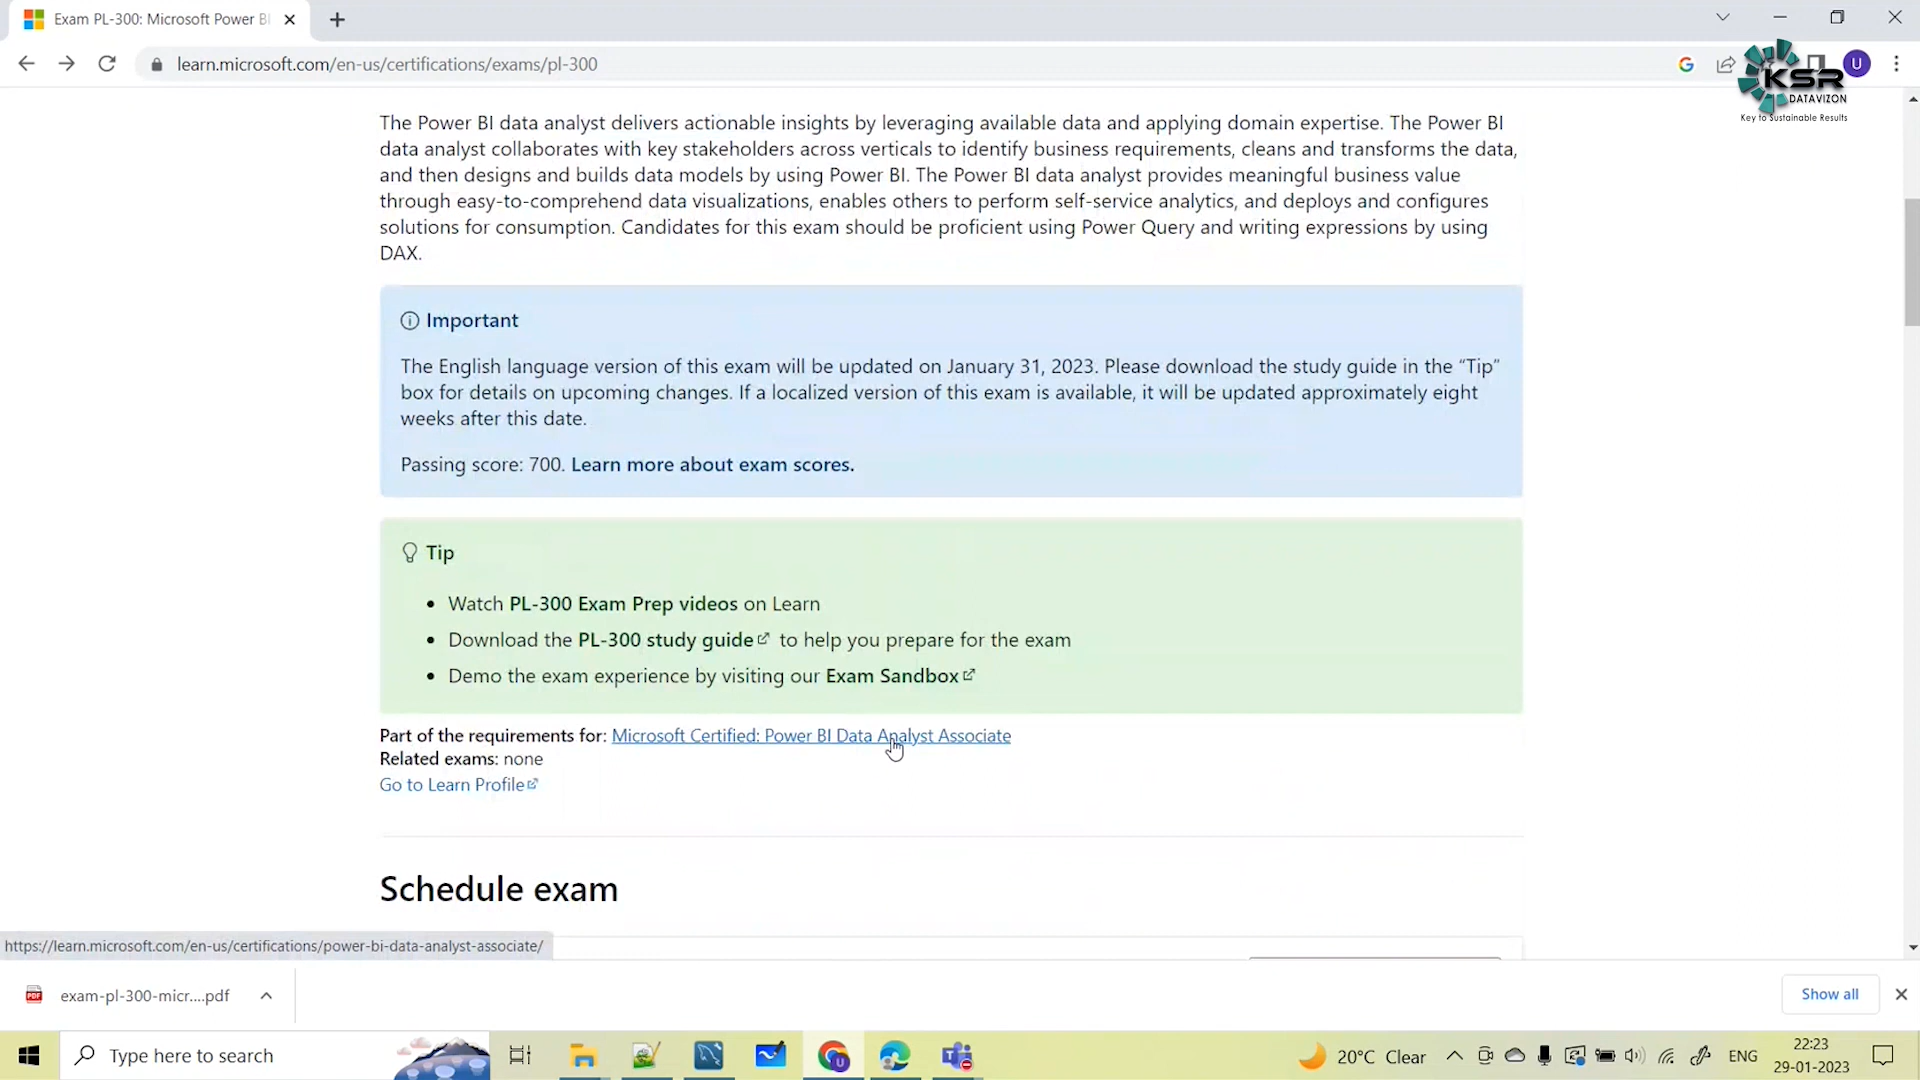 Exam PL-300: Microsoft Power BI
learn.microsoft.com/en-us/certifications/exams/pl-300
U
KSR
DATAVIZON
Key to Sustainable Results
The Power BI data analyst delivers actionable insights by leveraging available data and applying domain expertise. The Power BI
data analyst collaborates with key stakeholders across verticals to identify business requirements, cleans and transforms the data,
and then designs and builds data models by using Power BI. The Power BI data analyst provides meaningful business value
through easy-to-comprehend data visualizations, enables others to perform self-service analytics, and deploys and configures
solutions for consumption. Candidates for this exam should be proficient using Power Query and writing expressions by using
DAX.
Important
The English language version of this exam will be updated on January 31, 2023. Please download the study guide in the “Tip”
box for details on upcoming changes. If a localized version of this exam is available, it will be updated approximately eight
weeks after this date.
Passing score: 700. Learn more about exam scores.
Tip
• Watch PL-300 Exam Prep videos on Learn
• Download the PL-300 study guide to help you prepare for the exam
• Demo the exam experience by visiting our Exam Sandbox
Part of the requirements for: Microsoft Certified: Power BI Data Analyst Associate
Related exams: none
Go to Learn Profile
Schedule exam
https://learn.microsoft.com/en-us/certifications/power-bi-data-analyst-associate/
exam-pl-300-micr....pdf
Show all
Type here to search
20°C Clear
ENG
22:23
29-01-2023